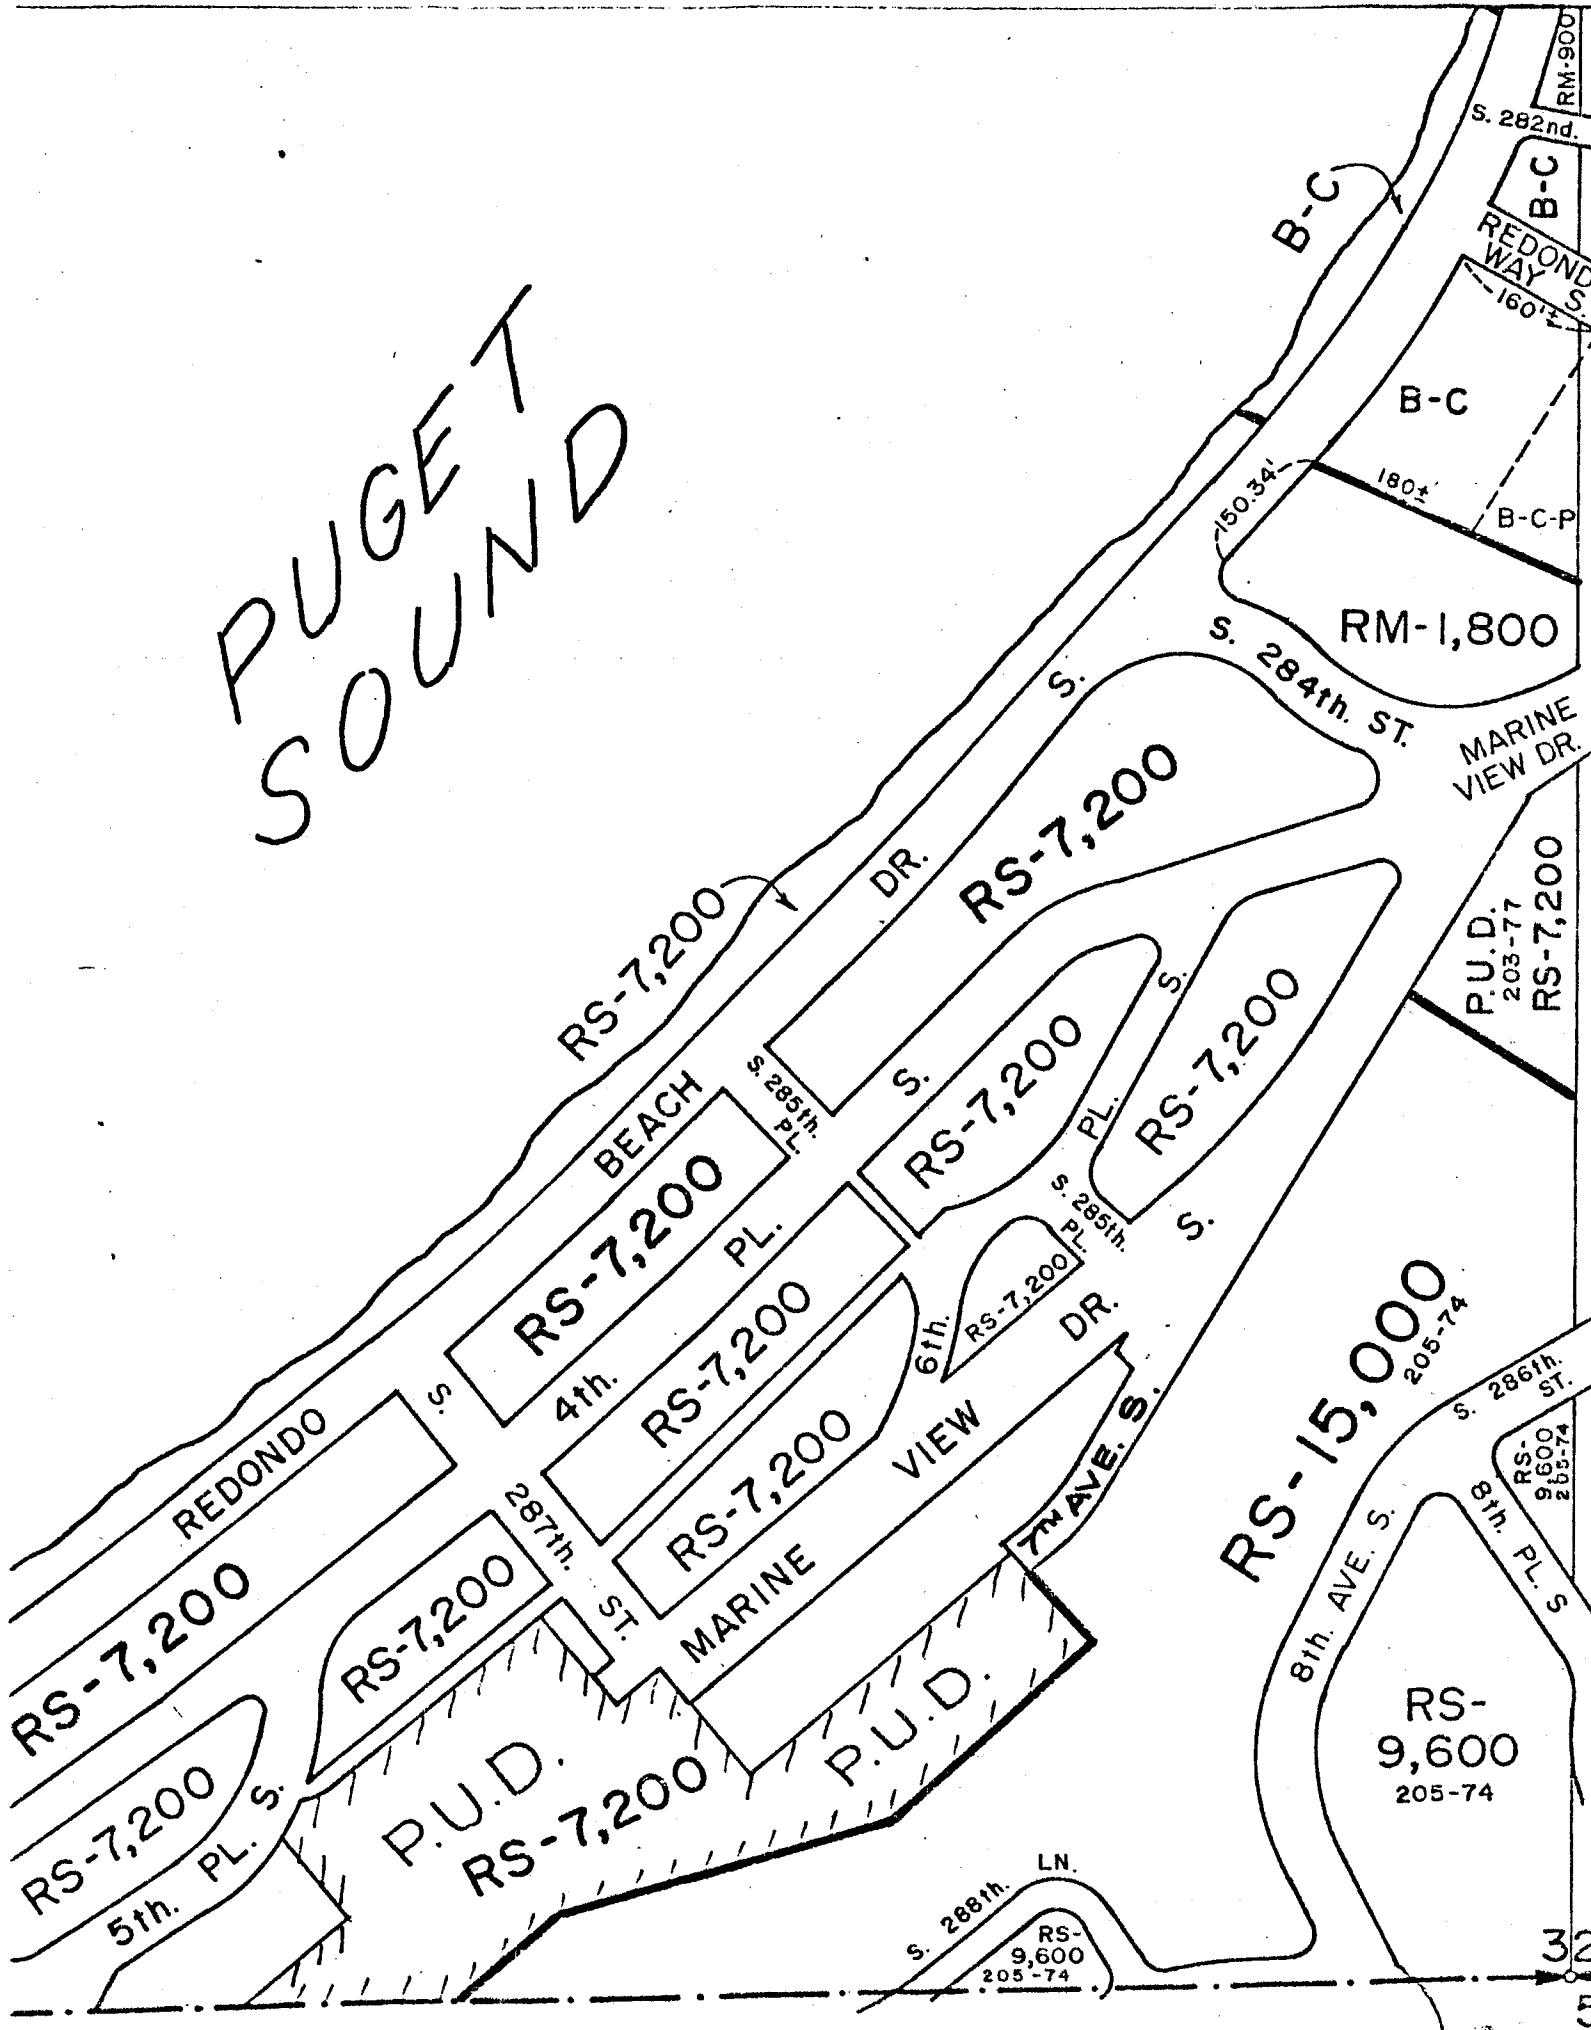 RM-900
S. 282nd.
B-C
B-C
REDOND
WAY S.
160'±
B-C
PUGET
SOUND
150.34'
180±'
B-C-P
RM-1,800
S. 284th. ST.
MARINE
VIEW DR.
P.U.D.
203-77
RS-7,200
RS-7,200
RS-7,200
REDONDO BEACH DR. S.
S. 285th.
PL.
RS-7,200
RS-7,200
RS-7,200
4th. PL. S.
RS-7,200
RS-7,200
6th. PL. S.
S. 285th.
PL.
RS-7,200
MARINE VIEW DR. S.
7TH AVE. S.
RS-15,000
205-74
S. 286th.
ST.
RS-
9,600
205-74
8th. PL. S
8th. AVE. S.
RS-
9,600
205-74
S. 287th. ST.
RS-7,200
RS-7,200
RS-7,200
5th. PL. S.
P.U.D.
RS-7,200
P.U.D.
S. 288th. LN.
RS-
9,600
205-74
32
5